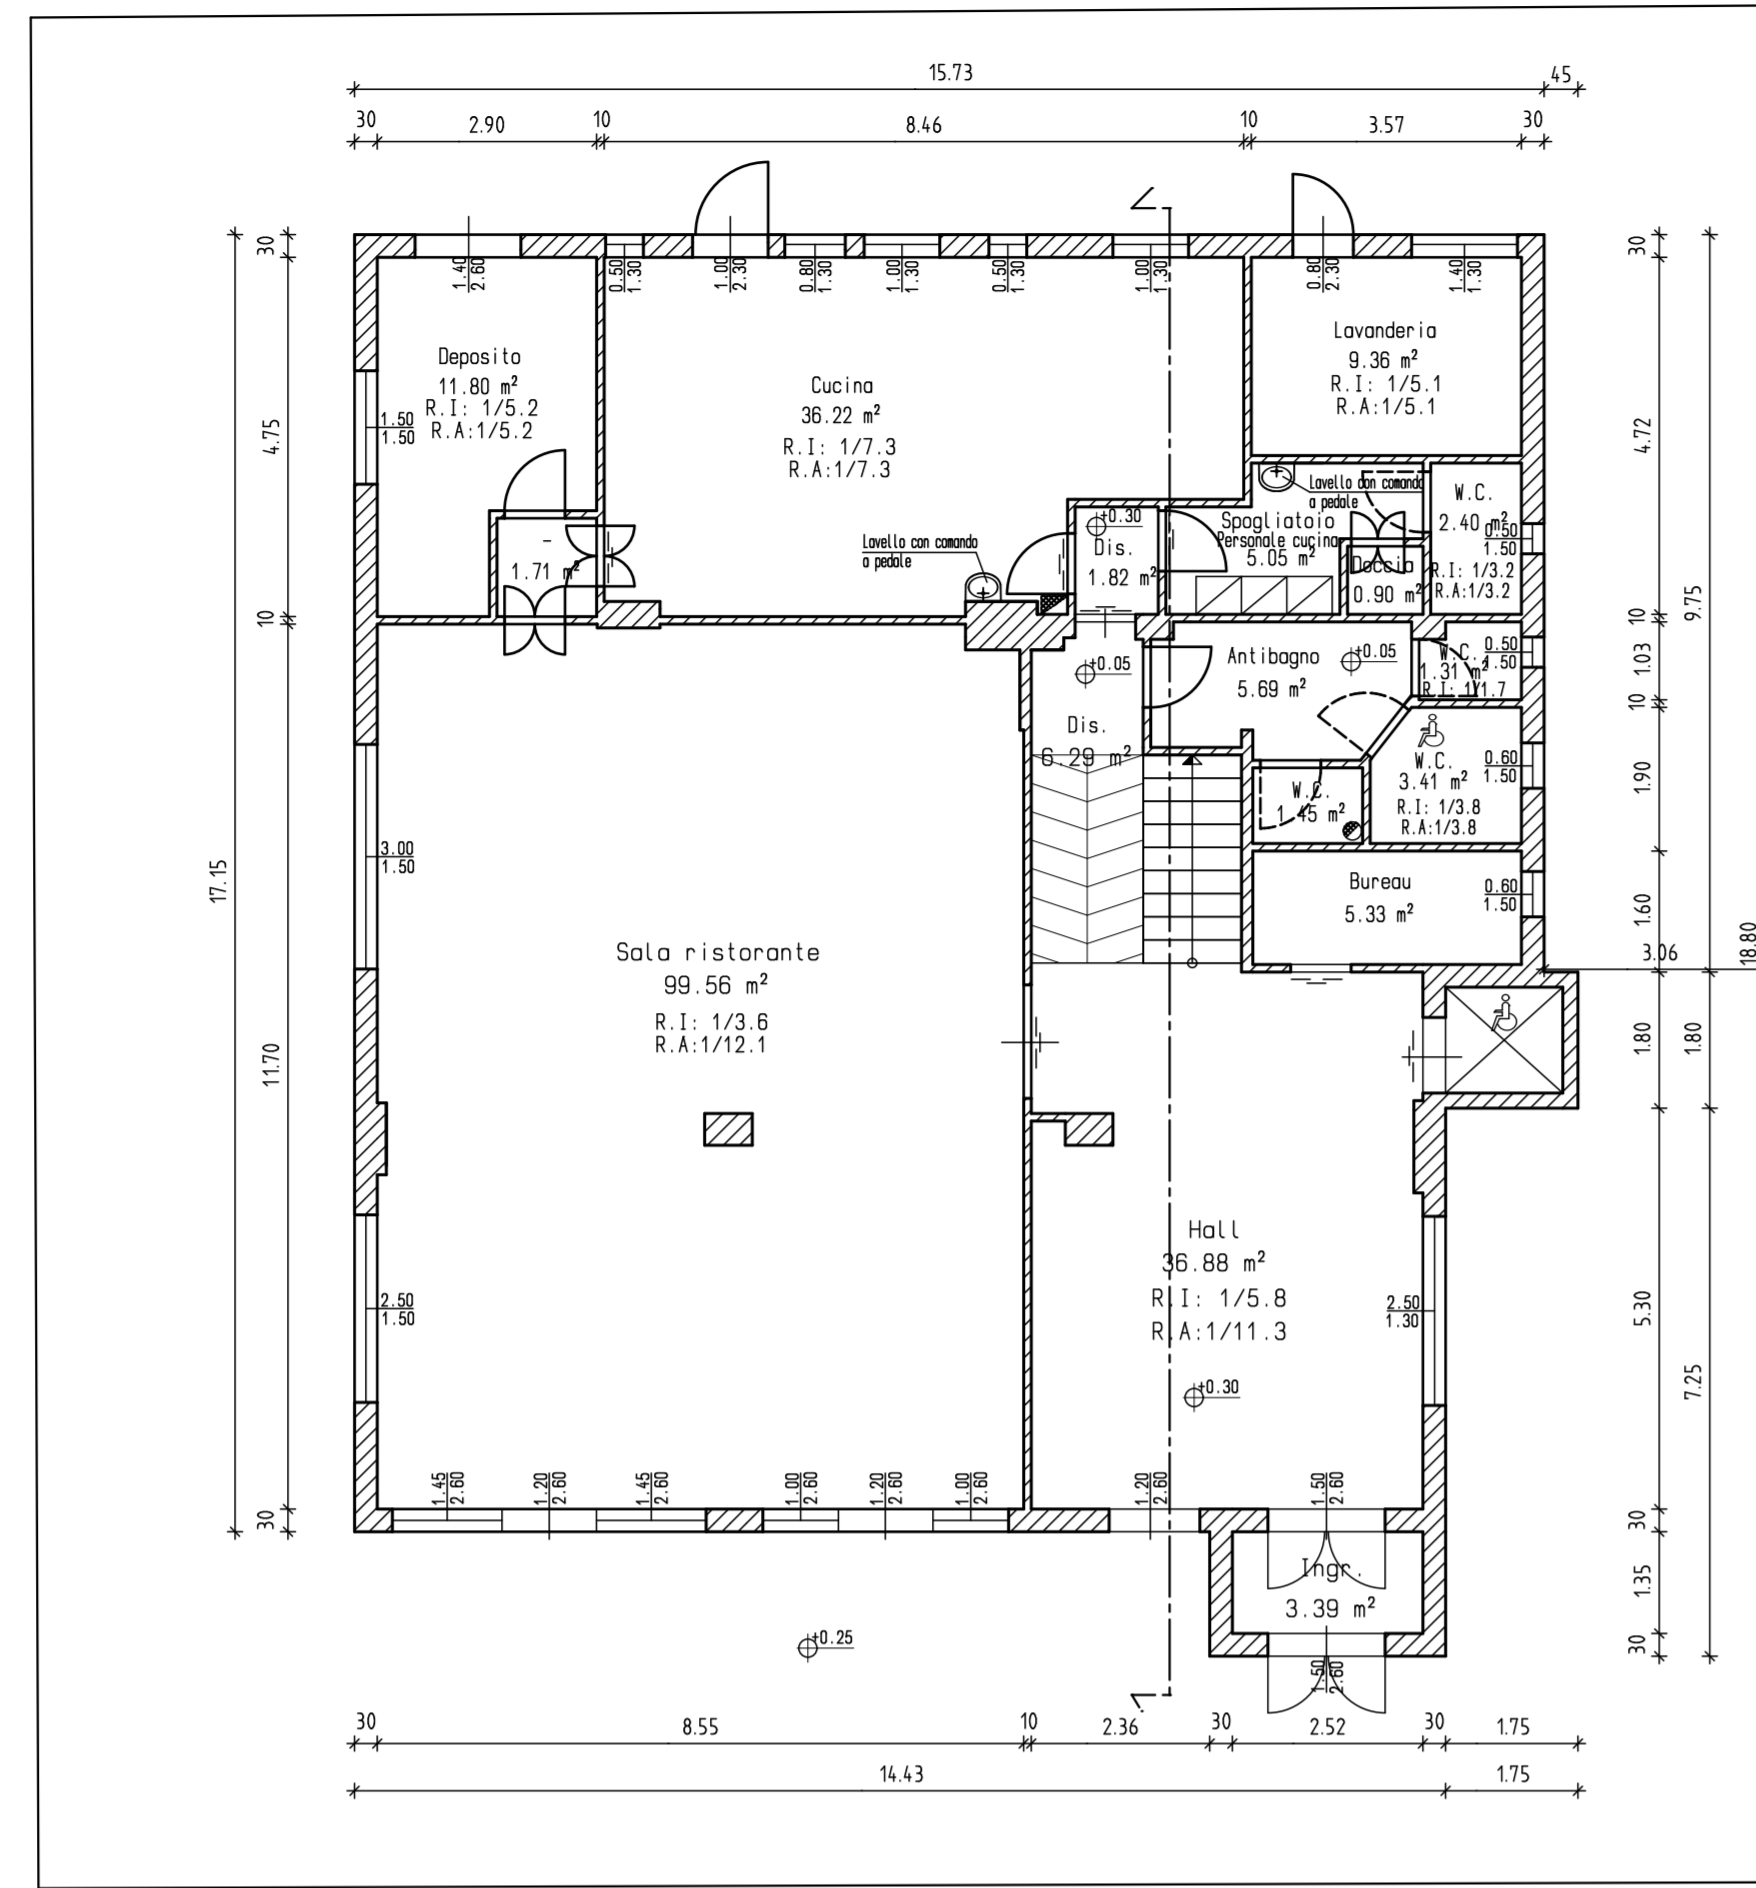 15.73
45
30
2.90
10
8.46
10
3.57
30
1.40
2.60
0.50
1.30
1.00
2.30
0.80
1.30
1.00
1.30
0.50
1.30
1.00
1.30
0.80
2.30
1.40
1.30
Deposito
11.80 m²
R.I: 1/5.2
R.A:1/5.2
1.50
1.50
Cucina
36.22 m²
R.I: 1/7.3
R.A:1/7.3
Lavanderia
9.36 m²
R.I: 1/5.1
R.A:1/5.1
Lavello con comando
a pedale
W.C.
2.40 m²
R.I: 1/3.2
R.A:1/3.2
0.50
1.50
Spogliatoio
Personale cucina
5.05 m²
Doccia
0.90 m²
+0.30
Dis.
1.82 m²
Lavello con comando
a pedale
-
1.71 m²
+0.05
Antibagno
5.69 m²
+0.05
W.C.
1.31 m²
R.I: 1/1.7
0.50
1.50
Dis.
6.29 m²
W.C.
3.41 m²
R.I: 1/3.8
R.A:1/3.8
0.60
1.50
W.C.
1.45 m²
Bureau
5.33 m²
0.60
1.50
3.00
1.50
Sala ristorante
99.56 m²
R.I: 1/3.6
R.A:1/12.1
Hall
36.88 m²
R.I: 1/5.8
R.A:1/11.3
2.50
1.50
2.50
1.30
+0.30
1.45
2.60
1.20
2.60
1.45
2.60
1.00
2.60
1.20
2.60
1.00
2.60
1.20
2.60
1.50
2.60
Ingr.
3.39 m²
+0.25
1.50
2.60
17.15
30
4.75
10
11.70
30
30
4.72
10
1.03
10
1.90
1.60
3.06
1.80
5.30
30
1.35
30
9.75
1.80
7.25
18.80
30
8.55
10
2.36
30
2.52
30
1.75
14.43
1.75